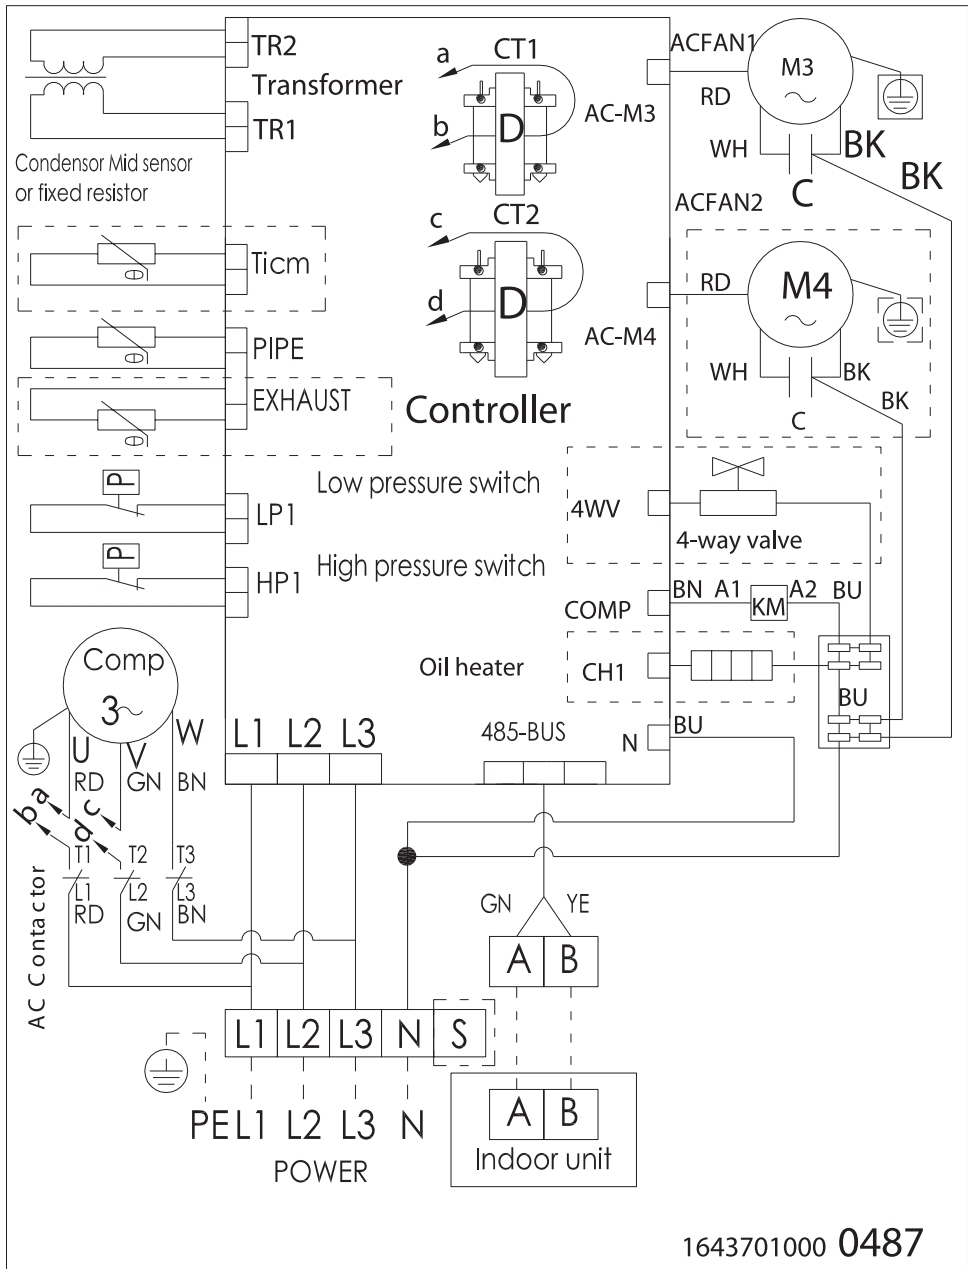 TR2
Transformer
TR1
Condensor Mid sensor
or fixed resistor
Ticm
PIPE
EXHAUST
P
LP1
Low pressure switch
P
HP1
High pressure switch
CT1
a
b
D
CT2
c
d
D
Controller
ACFAN1
AC-M3
RD
M3
WH
BK
C
BK
ACFAN2
AC-M4
RD
M4
WH
BK
C
BK
4WV
4-way valve
COMP
BN A1 KM A2 BU
Oil heater
CH1
BU
N
BU
485-BUS
L1 L2 L3
Comp
3~
U V W
RD GN BN
b a c
d
T1 T2 T3
L1 L2 L3
RD GN BN
AC Contactor
GN YE
A B
L1 L2 L3 N S
PE L1 L2 L3 N
POWER
A B
Indoor unit
1643701000 0487